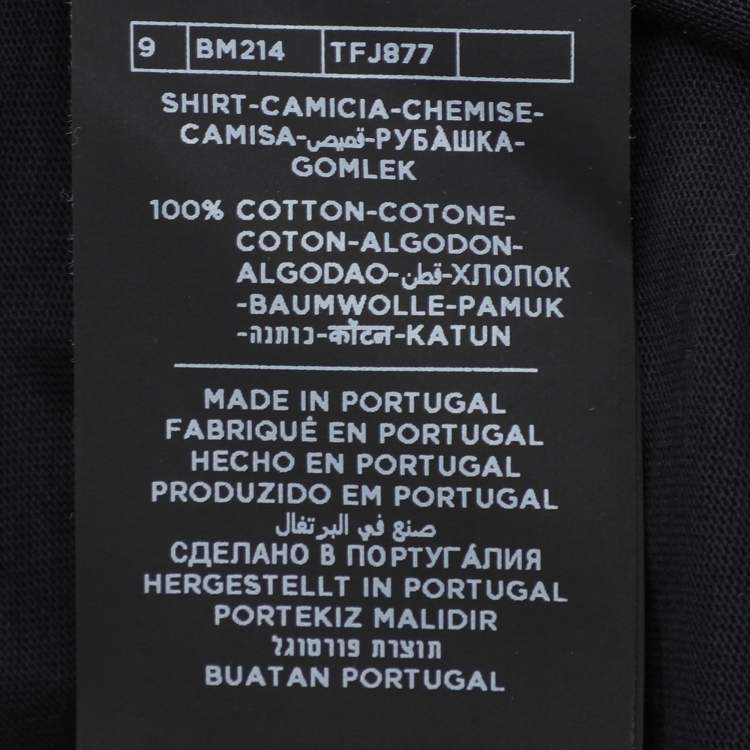 9 BM214 TFJ877
SHIRT-CAMICIA-CHEMISE-
CAMISA-قميص-РУБÀШКА-
GOMLEK
100% COTTON-COTONE-
COTON-ALGODON-
ALGODAO-قطن-ХЛОПОК
-BAUMWOLLE-PAMUK
-כותנה-कॉटन-KATUN
MADE IN PORTUGAL
FABRIQUÉ EN PORTUGAL
HECHO EN PORTUGAL
PRODUZIDO EM PORTUGAL
صنع في البرتغال
СДЕЛАНО В ПОРТУГÁЛИЯ
HERGESTELLT IN PORTUGAL
PORTEKIZ MALIDIR
תוצרת פורטוגל
BUATAN PORTUGAL